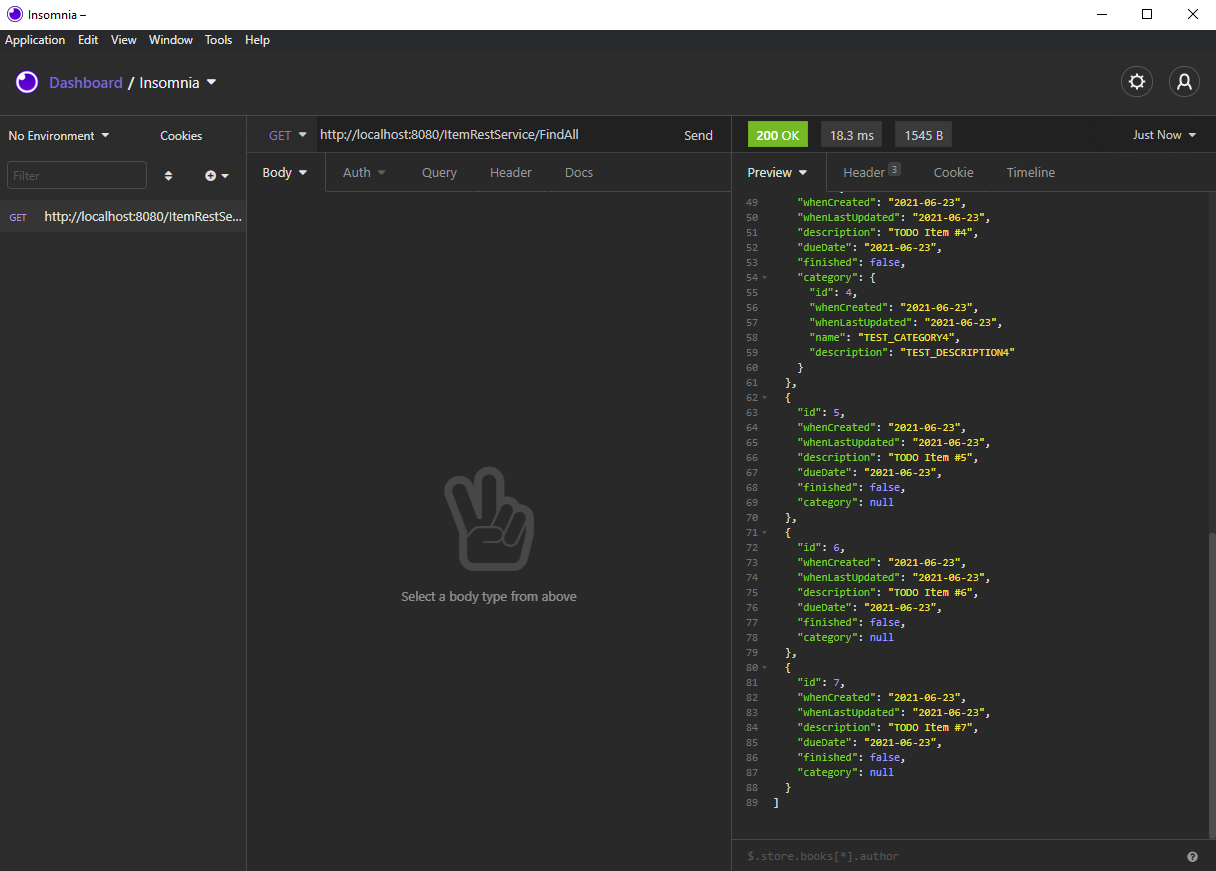 Insomnia –
Application Edit View Window Tools Help
Dashboard / Insomnia
No Environment Cookies
Filter
GET http://localhost:8080/ItemRestSe...
GET http://localhost:8080/ItemRestService/FindAll Send
Body Auth Query Header Docs
Select a body type from above
200 OK 18.3 ms 1545 B Just Now
Preview Header 3 Cookie Timeline
49 "whenCreated": "2021-06-23",
50 "whenLastUpdated": "2021-06-23",
51 "description": "TODO Item #4",
52 "dueDate": "2021-06-23",
53 "finished": false,
54 "category": {
55 "id": 4,
56 "whenCreated": "2021-06-23",
57 "whenLastUpdated": "2021-06-23",
58 "name": "TEST_CATEGORY4",
59 "description": "TEST_DESCRIPTION4"
60 }
61 },
62 {
63 "id": 5,
64 "whenCreated": "2021-06-23",
65 "whenLastUpdated": "2021-06-23",
66 "description": "TODO Item #5",
67 "dueDate": "2021-06-23",
68 "finished": false,
69 "category": null
70 },
71 {
72 "id": 6,
73 "whenCreated": "2021-06-23",
74 "whenLastUpdated": "2021-06-23",
75 "description": "TODO Item #6",
76 "dueDate": "2021-06-23",
77 "finished": false,
78 "category": null
79 },
80 {
81 "id": 7,
82 "whenCreated": "2021-06-23",
83 "whenLastUpdated": "2021-06-23",
84 "description": "TODO Item #7",
85 "dueDate": "2021-06-23",
86 "finished": false,
87 "category": null
88 }
89 ]
$.store.books[*].author